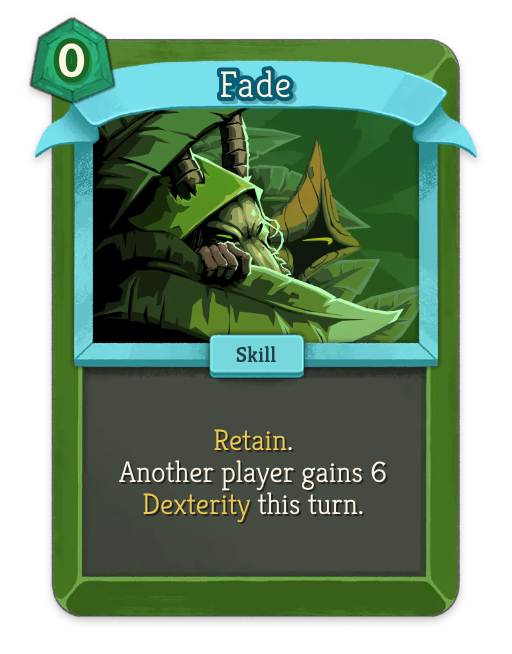 0
Fade
Skill
Retain.
Another player gains 6
Dexterity this turn.